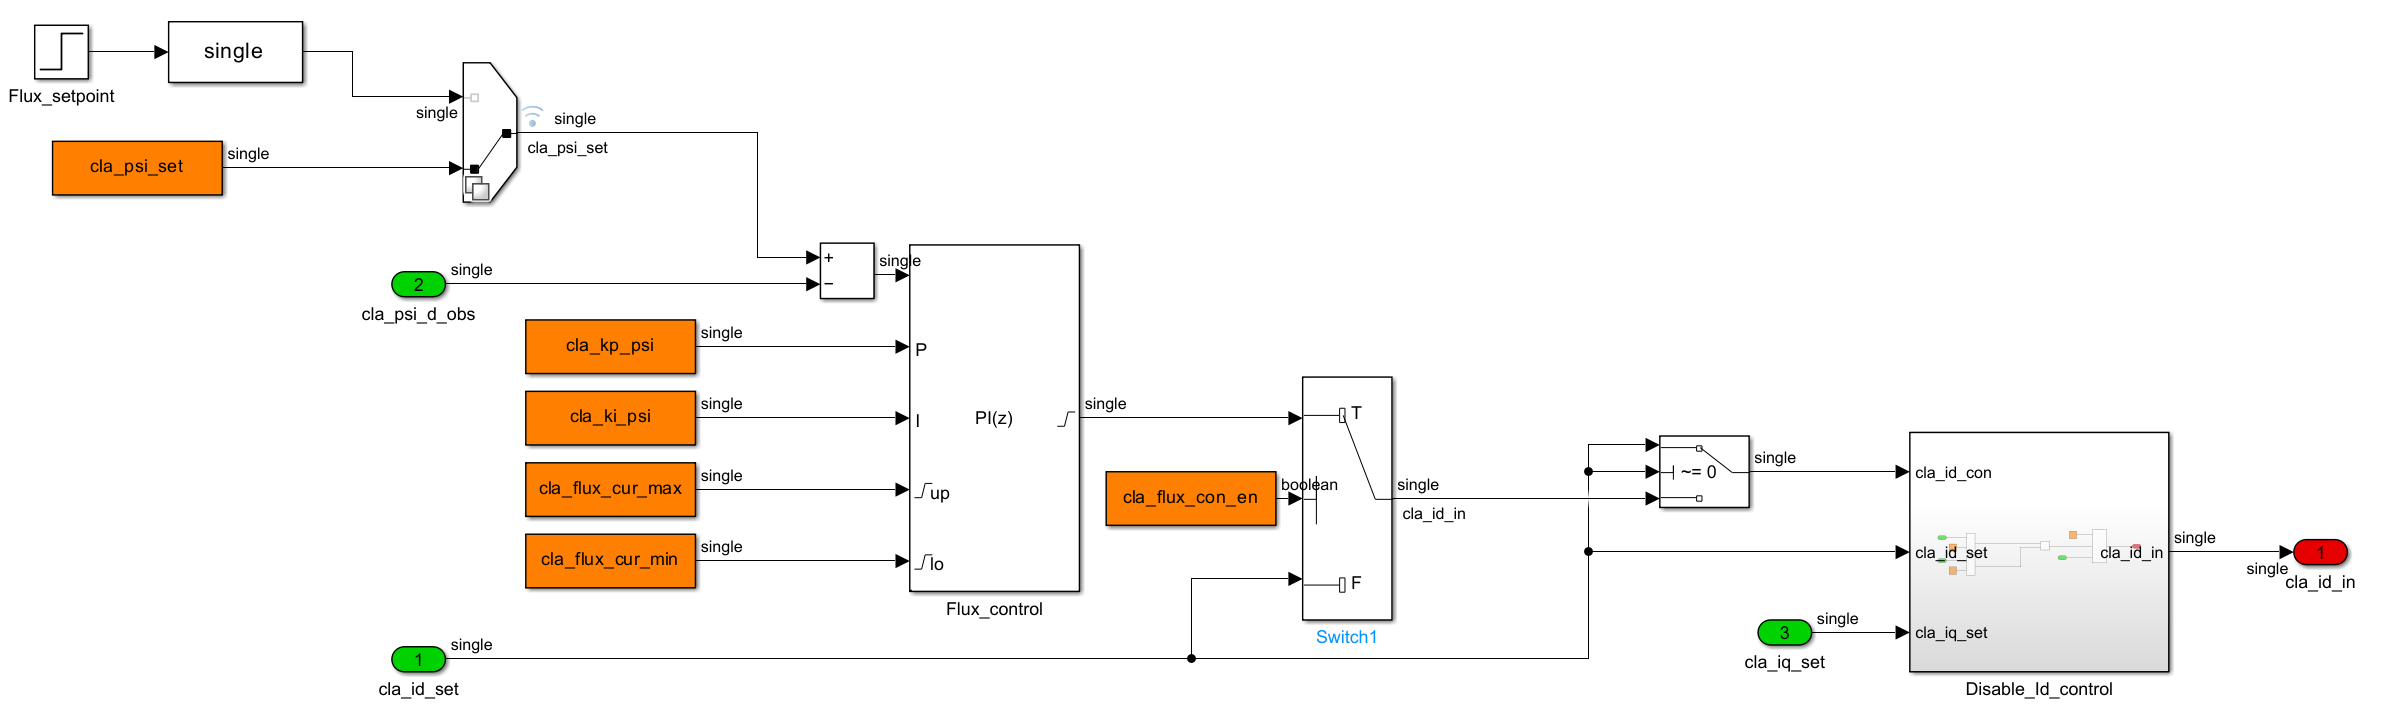 single
Flux_setpoint
single
cla_psi_set
single
single
cla_psi_set
2
single
cla_psi_d_obs
+
−
single
cla_kp_psi
single
cla_ki_psi
single
cla_flux_cur_max
single
cla_flux_cur_min
single
P
I
up
lo
PI(z)
Flux_control
single
cla_flux_con_en
boolean
T
F
Switch1
single
cla_id_in
1
single
cla_id_set
~= 0
single
cla_id_con
cla_id_set
cla_iq_set
cla_id_in
Disable_Id_control
3
single
cla_iq_set
single
single
1
cla_id_in